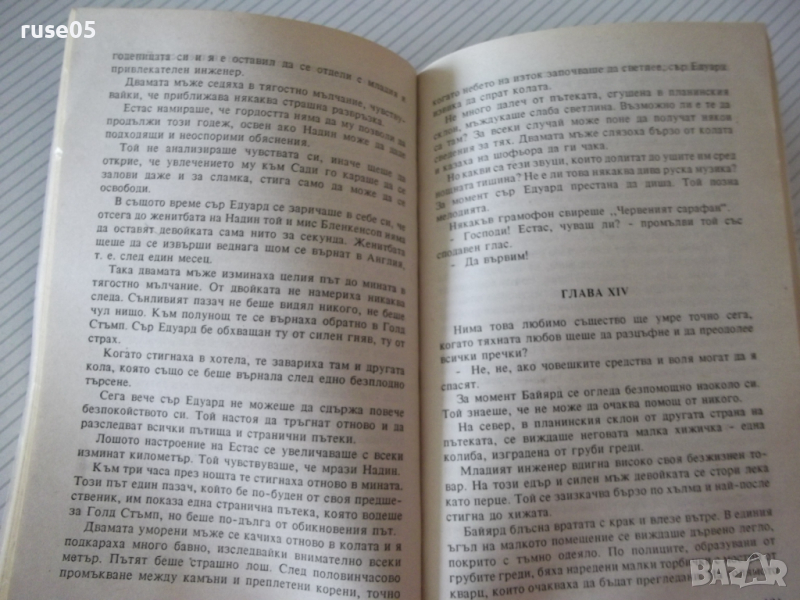 ruse05
годеницата си и я е оставил да се отдели с младия и
привлекателен инженер.
Двамата мъже седяха в тягостно мълчание, чувству-
вайки, че приближава някаква страшна развръзка.
Естас намираше, че гордостта няма да му позволи да
продължи този годеж, освен ако Надин може да даде
подходящи и неоспорими обяснения.
Той не анализираше чувствата си, иначе щеше да
открие, че увлечението му към Сади го караше да се
залови даже и за сламка, стига само да може да се
освободи.
В същото време сър Едуард се заричаше в себе си, че
отсега до женитбата на Надин той и мис Бленкенсоп няма
да оставят девойката сама нито за секунда. Женитбата
щеше да се извърши веднага щом се върнат в Англия,
т. е. след един месец.
Така двамата мъже изминаха целия път до мината в
тягостно мълчание. От двойката не намериха никаква
следа. Сънливият пазач не беше видял никого, не беше
чул нищо. Към полунощ те се върнаха обратно в Голд
Стъмп. Сър Едуард бе обхващан ту от силен гняв, ту от
страх.
Когато стигнаха в хотела, те завариха там и другата
кола, която също се беше върнала след едно безплодно
търсене.
Сега вече сър Едуард не можеше да сдържа повече
безпокойството си. Той настоя да тръгнат отново и да
разследват всички пътища и странични пътеки.
Лошото настроение на Естас се увеличаваше с всеки
изминат километър. Той чувствуваше, че мрази Надин.
Към три часа през нощта те стигнаха отново в мината.
Този път един пазач, който бе по-буден от своя предше-
ственик, им показа една странична пътека, която водеше
за Голд Стъмп, но беше по-дълга от обикновения път.
Двамата уморени мъже се качиха отново в колата и я
подкараха много бавно, изследвайки внимателно всеки
метър. Пътят беше страшно лош. След половинчасово
промъкване между камъни и преплетени корени, точно
когато небето на изток започваше да светлее, сър Едуард
извика да спрат колата.
Не много далеч от пътеката, сгушена в планинския
склон, мъждукаше слаба светлина. Възможно ли е те да
са там? За всеки случай може поне да получат някои
сведения за тях. Двамата мъже слязоха бързо от колата
и казаха на шофьора да ги чака.
Но какви са тези звуци, които долитат до ушите им сред
нощната тишина? Не е ли това някаква дива руска музика?
За момент сър Едуард престана да диша. Той позна
мелодията.
Някакъв грамофон свиреше „Червеният сарафан".
- Господи! Естас, чуваш ли? - промълви той със
сподавен глас.
- Да вървим!
ГЛАВА XIV
Нима това любимо същество ще умре точно сега,
когато тяхната любов щеше да разцъфне и да преодолее
всички пречки?
- Не, не, ако човешките средства и воля могат да я
спасят.
За момент Байярд се огледа безпомощно наоколо си.
Той знаеше, че не може да очаква помощ от никого.
На север, в планинския склон от другата страна на
пътеката, се виждаше неговата малка хижичка - една
колиба, изградена от груби греди.
Младият инженер вдигна високо своя безжизнен то-
вар. На този едър и силен мъж девойката се стори лека
като перце. Той се заизкачва бързо по хълма и най-после
стигна до хижата.
Байярд блъсна вратата с крак и влезе вътре. В единия
ъгъл на малкото помещение се виждаше дървено легло,
покрито с тъмно одеяло. По полиците, образувани от
грубите греди, бяха наредени малки торбички
кварц, които очакваха да бъдат прегледани
BAZAR.bg